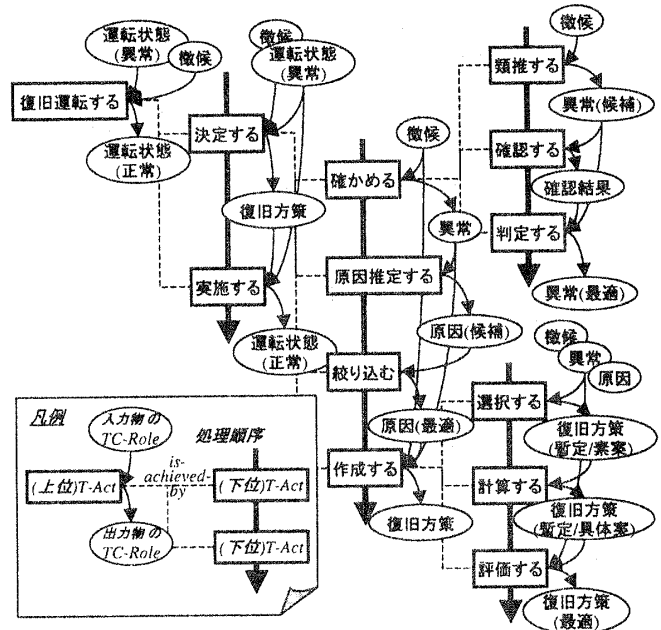 運転状態
(異常)
徴候
復旧運転する
運転状態
(正常)
徴候
運転状態
(異常)
決定する
復旧方策
実施する
運転状態
(正常)
徴候
確かめる
異常
原因推定する
原因(候補)
絞り込む
原因(最適)
作成する
復旧方策
徴候
類推する
異常(候補)
確認する
確認結果
判定する
異常(最適)
徴候
異常
原因
選択する
復旧方策
(暫定/素案)
計算する
復旧方策
(暫定/具体案)
評価する
復旧方策
(最適)
凡例
入力物の
TC-Role
処理順序
is-
achieved-
by
(上位)T-Act
(下位)T-Act
出力物の
TC-Role
(下位)T-Act